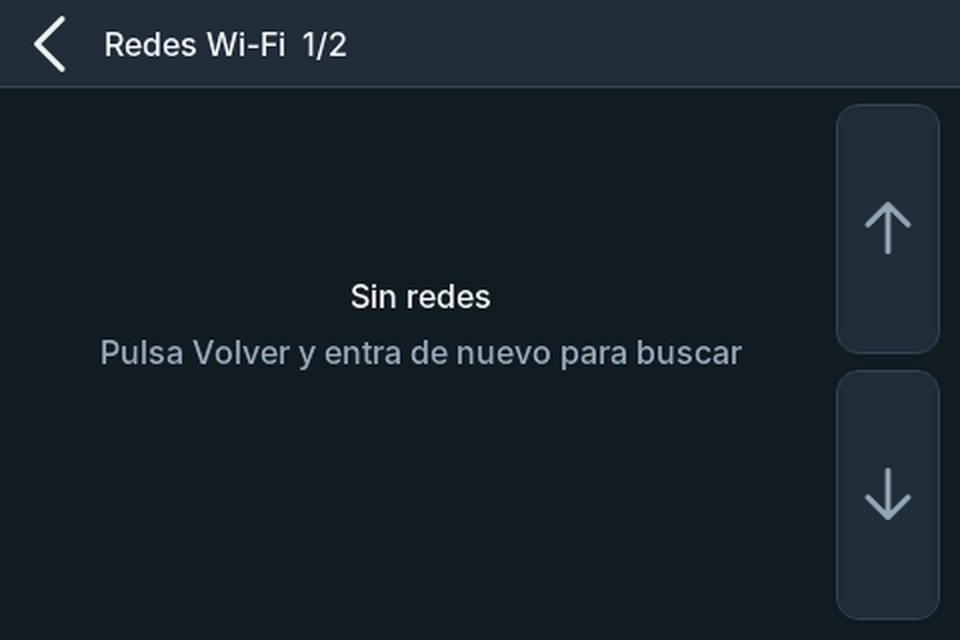 Redes Wi-Fi 1/2
Sin redes
Pulsa Volver y entra de nuevo para buscar